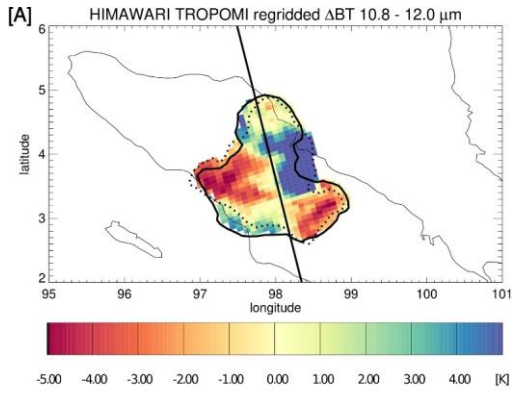 [A] HIMAWARI TROPOMI regridded ΔBT 10.8 - 12.0 μm
6
5
4
3
2
latitude
95 96 97 98 99 100 101
longitude
-5.00 -4.00 -3.00 -2.00 -1.00 0.00 1.00 2.00 3.00 4.00 [K]